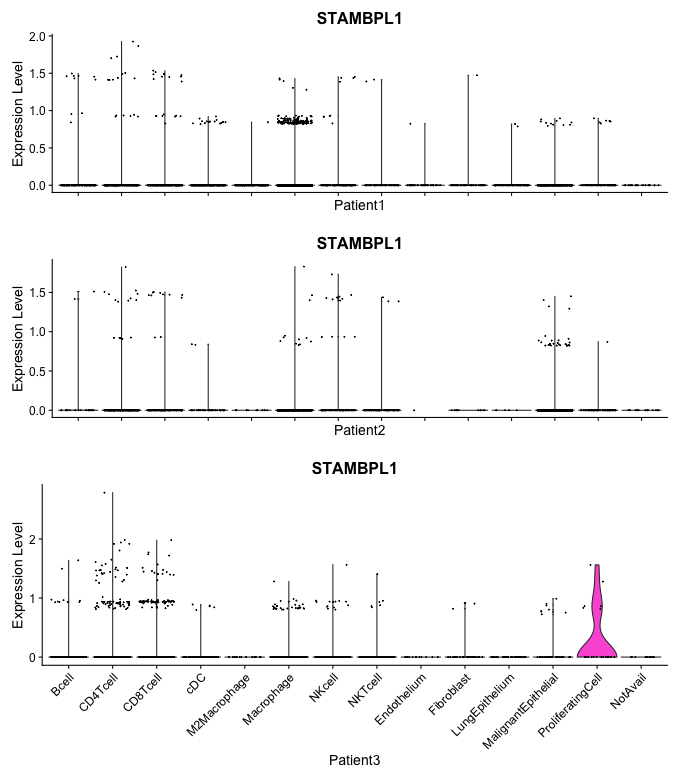 STAMBPL1
Expression Level
2.0
1.5
1.0
0.5
0.0
Patient1
STAMBPL1
Expression Level
1.5
1.0
0.5
0.0
Patient2
STAMBPL1
Expression Level
2
1
0
Bcell
CD4Tcell
CD8Tcell
cDC
M2Macrophage
Macrophage
NKcell
NKTcell
Endothelium
Fibroblast
LungEpithelium
MalignantEpithelial
ProliferatingCell
NotAvail
Patient3